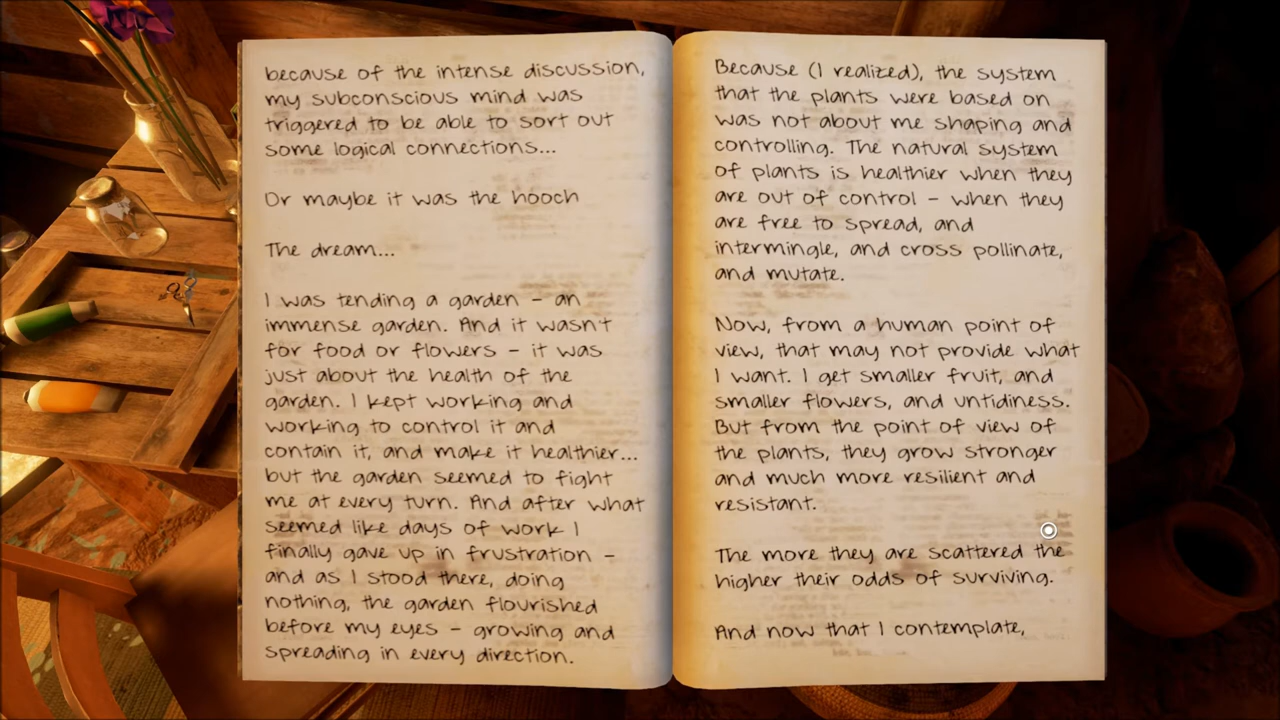 because of the intense discussion,
my subconscious mind was
triggered to be able to sort out
some logical connections...
Or maybe it was the hooch
The dream...
I was tending a garden - an
immense garden. And it wasn't
for food or flowers - it was
just about the health of the
garden. I kept working and
working to control it and
contain it, and make it healthier...
but the garden seemed to fight
me at every turn. And after what
seemed like days of work I
finally gave up in frustration -
and as I stood there, doing
nothing, the garden flourished
before my eyes - growing and
spreading in every direction.
Because (I realized), the system
that the plants were based on
was not about me shaping and
controlling. The natural system
of plants is healthier when they
are out of control - when they
are free to spread, and
intermingle, and cross pollinate,
and mutate.
Now, from a human point of
view, that may not provide what
I want. I get smaller fruit, and
smaller flowers, and untidiness.
But from the point of view of
the plants, they grow stronger
and much more resilient and
resistant.
The more they are scattered the
higher their odds of surviving.
And now that I contemplate,